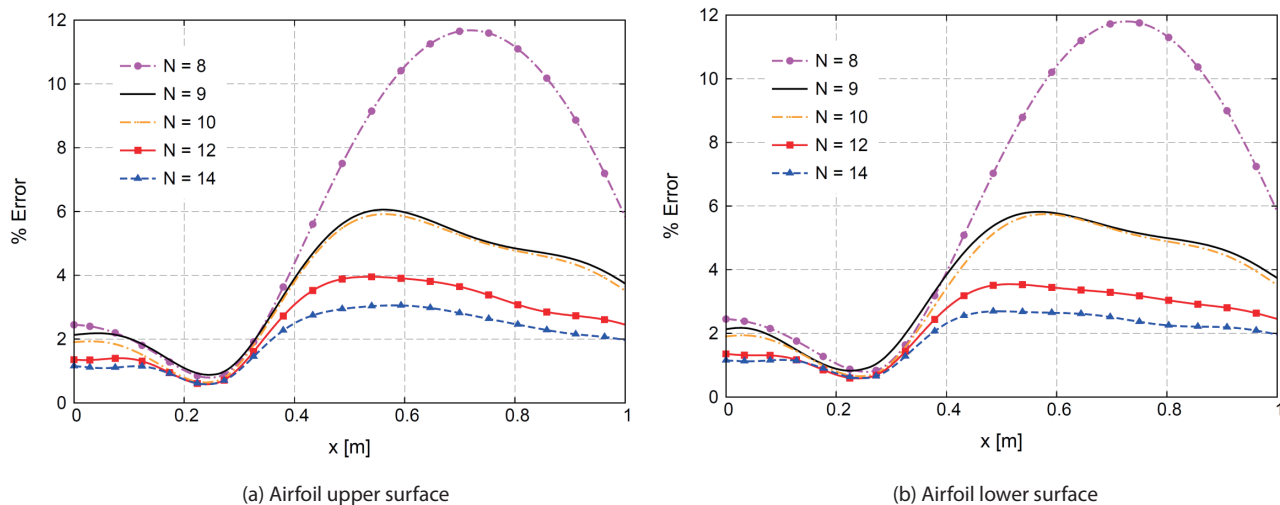 12
10
8
6
4
2
0
% Error
N = 8
N = 9
N = 10
N = 12
N = 14
0 0.2 0.4 0.6 0.8 1
x [m]
(a) Airfoil upper surface
12
10
8
6
4
2
0
% Error
N = 8
N = 9
N = 10
N = 12
N = 14
0 0.2 0.4 0.6 0.8 1
x [m]
(b) Airfoil lower surface